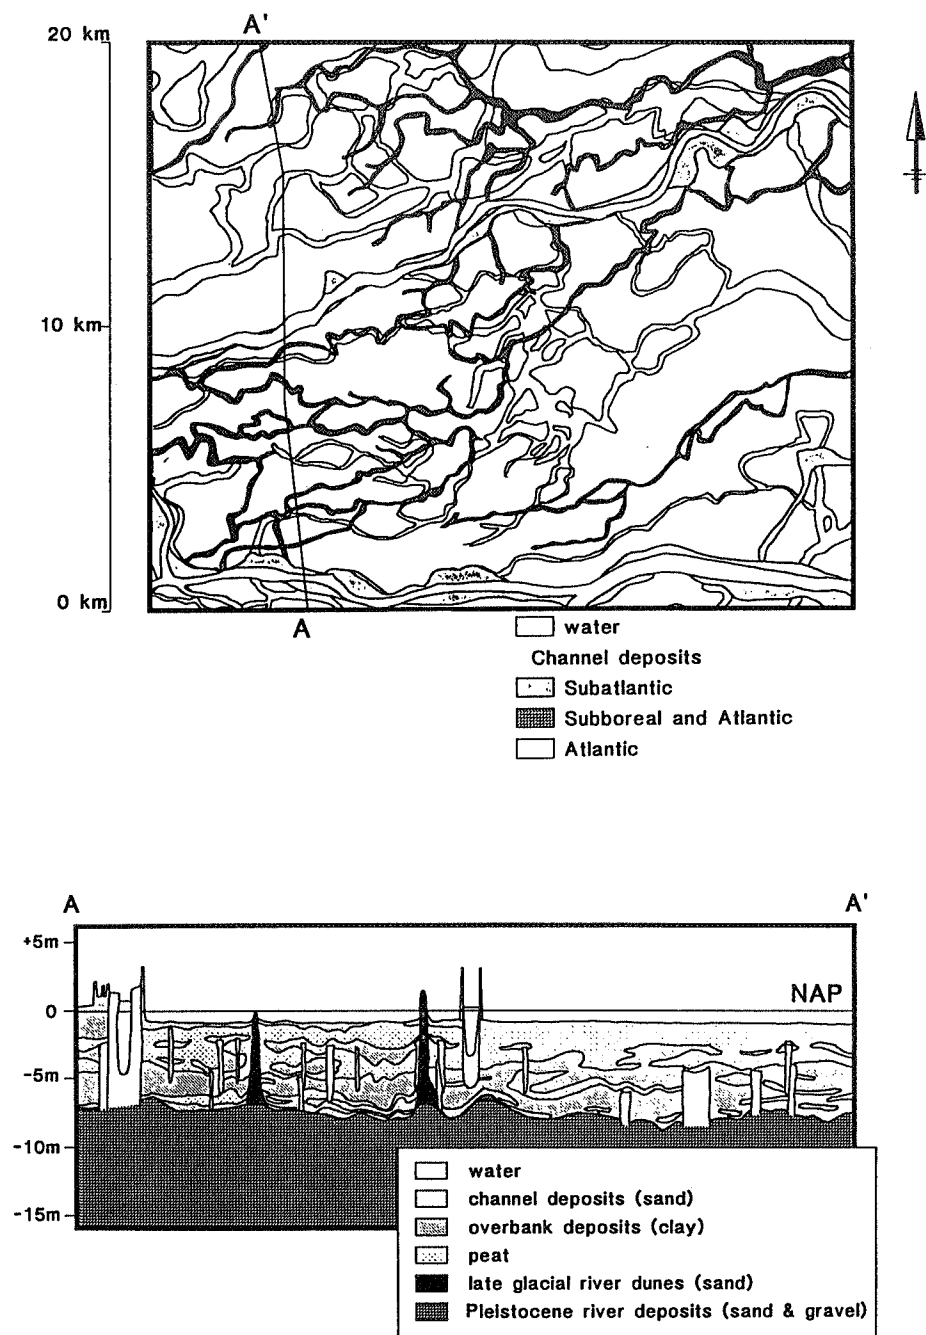 A'
20 km
10 km
0 km
A
water
Channel deposits
Subatlantic
Subboreal and Atlantic
Atlantic
A
A'
+5m
0
NAP
-5m
-10m
-15m
water
channel deposits (sand)
overbank deposits (clay)
peat
late glacial river dunes (sand)
Pleistocene river deposits (sand & gravel)